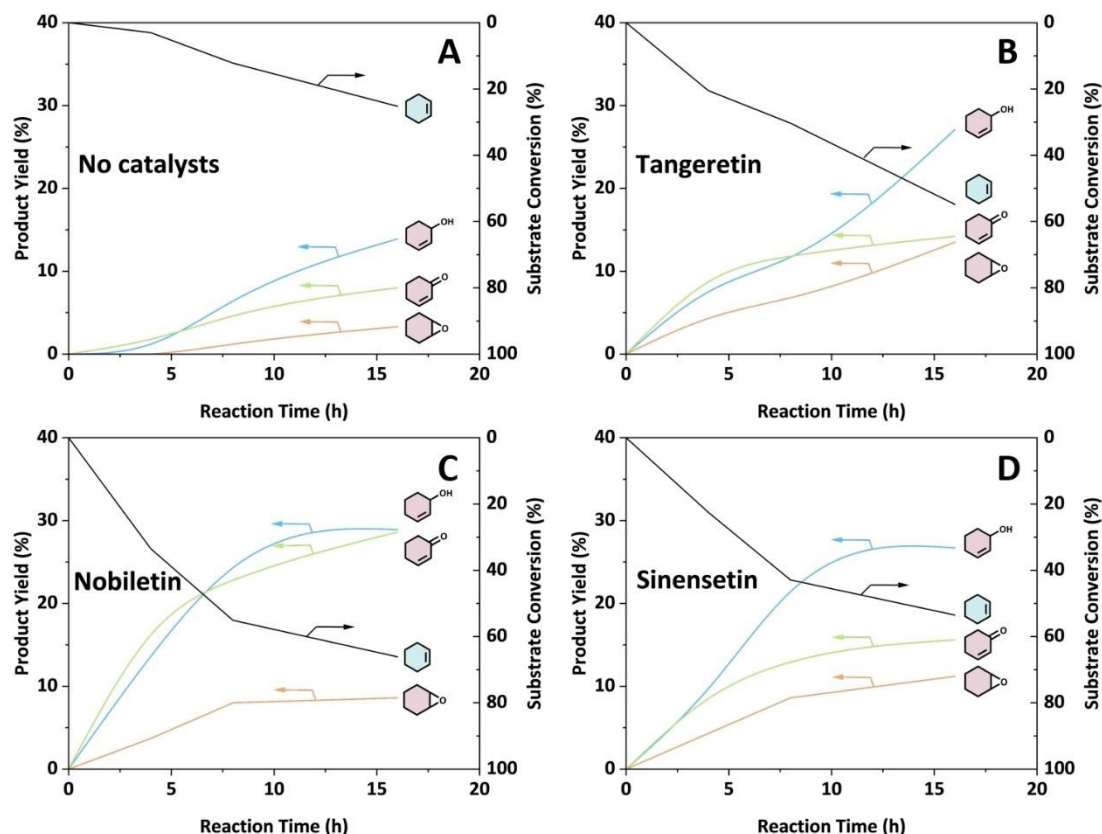 A
No catalysts
Product Yield (%)
40
30
20
10
0
OH
O
O
0
20
40
60
80
100
Substrate Conversion (%)
0 5 10 15 20
Reaction Time (h)
B
Tangeretin
Product Yield (%)
40
30
20
10
0
OH
O
O
0
20
40
60
80
100
Substrate Conversion (%)
0 5 10 15 20
Reaction Time (h)
C
Nobiletin
Product Yield (%)
40
30
20
10
0
OH
O
O
0
20
40
60
80
100
Substrate Conversion (%)
0 5 10 15 20
Reaction Time (h)
D
Sinensetin
Product Yield (%)
40
30
20
10
0
OH
O
O
0
20
40
60
80
100
Substrate Conversion (%)
0 5 10 15 20
Reaction Time (h)